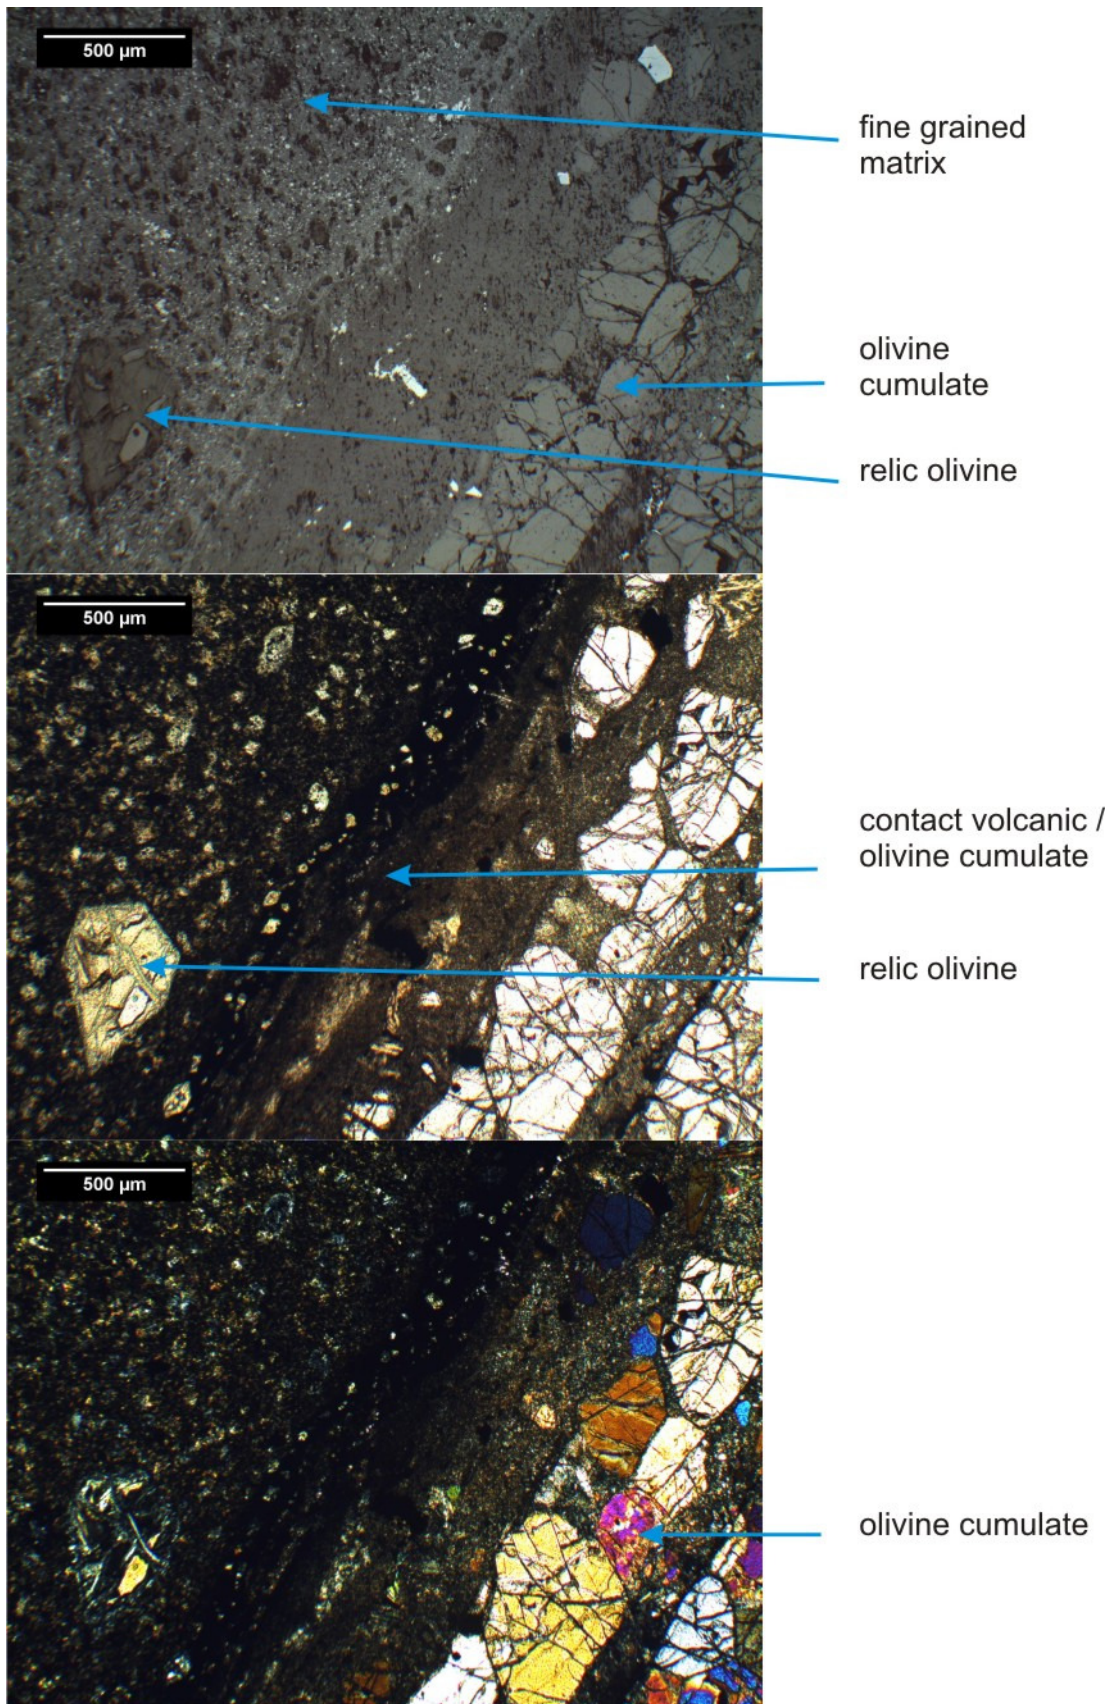 500 µm
fine grained
matrix
olivine
cumulate
relic olivine
500 µm
contact volcanic /
olivine cumulate
relic olivine
500 µm
olivine cumulate